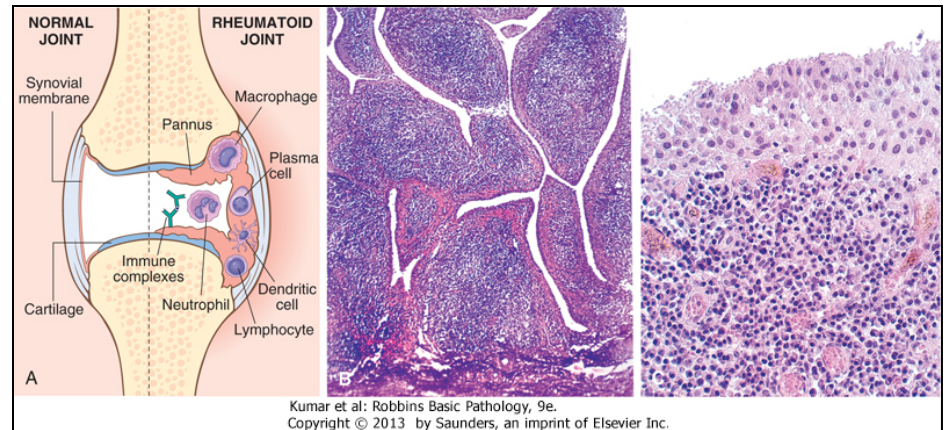 NORMAL
JOINT
RHEUMATOID
JOINT
Synovial
membrane
Macrophage
Pannus
Plasma
cell
Immune
complexes
Neutrophil
Dendritic
cell
Cartilage
Lymphocyte
A
B
Kumar et al: Robbins Basic Pathology, 9e.
Copyright © 2013 by Saunders, an imprint of Elsevier Inc.